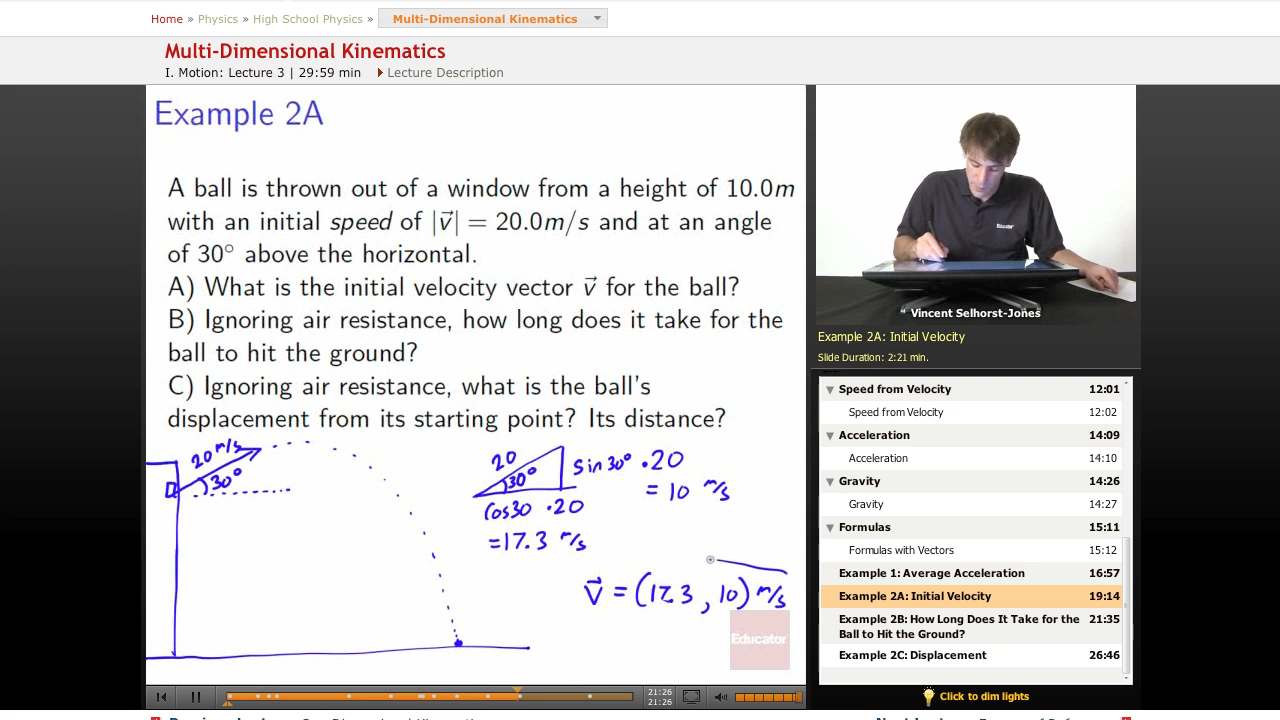 Home » Physics » High School Physics » Multi-Dimensional Kinematics
Multi-Dimensional Kinematics
I. Motion: Lecture 3 | 29:59 min Lecture Description
Example 2A
A ball is thrown out of a window from a height of 10.0m
with an initial speed of |v⃗| = 20.0m/s and at an angle
of 30° above the horizontal.
A) What is the initial velocity vector v⃗ for the ball?
B) Ignoring air resistance, how long does it take for the
ball to hit the ground?
C) Ignoring air resistance, what is the ball's
displacement from its starting point? Its distance?
20 m/s
30°
20
30°
sin 30° · 20
= 10 m/s
cos30 · 20
= 17.3 m/s
v⃗ = (17.3, 10) m/s
Educator
Educator
Vincent Selhorst-Jones
Example 2A: Initial Velocity
Slide Duration: 2:21 min.
Speed from Velocity 12:01
Speed from Velocity 12:02
Acceleration 14:09
Acceleration 14:10
Gravity 14:26
Gravity 14:27
Formulas 15:11
Formulas with Vectors 15:12
Example 1: Average Acceleration 16:57
Example 2A: Initial Velocity 19:14
Example 2B: How Long Does It Take for the 21:35
Ball to Hit the Ground?
Example 2C: Displacement 26:46
21:26
21:26
Click to dim lights